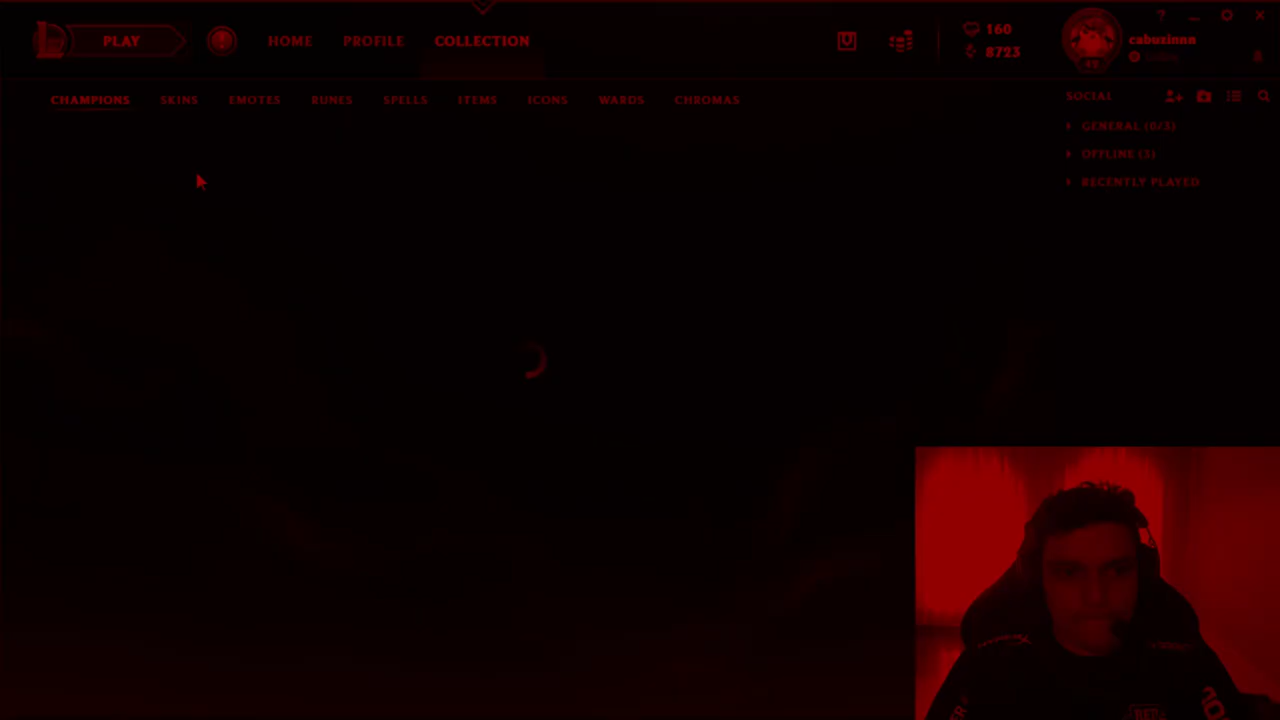 PLAY
HOME
PROFILE
COLLECTION
160
8723
?
cabuzinnn
49
CHAMPIONS
SKINS
EMOTES
RUNES
SPELLS
ITEMS
ICONS
WARDS
CHROMAS
SOCIAL
GENERAL (0/3)
OFFLINE (3)
RECENTLY PLAYED